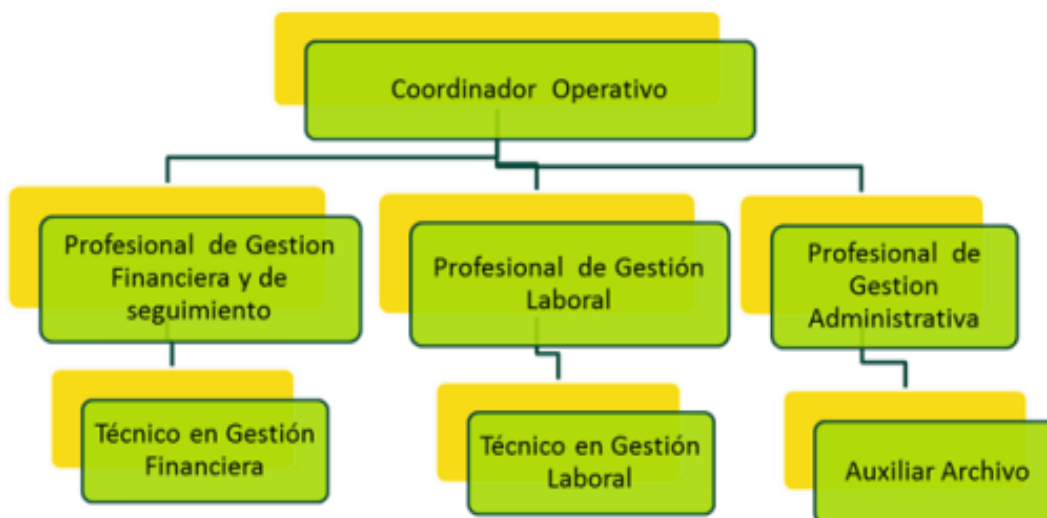 Coordinador Operativo
Profesional de Gestion
Financiera y de
seguimiento
Profesional de Gestión
Laboral
Profesional de
Gestion
Administrativa
Técnico en Gestión
Financiera
Técnico en Gestión
Laboral
Auxiliar Archivo